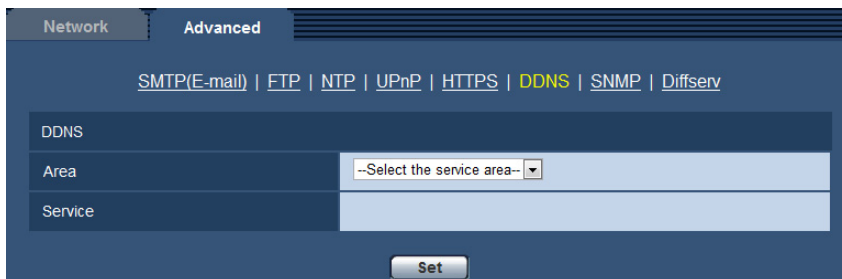 Network Advanced
SMTP(E-mail) | FTP | NTP | UPnP | HTTPS | DDNS | SNMP | Diffserv
DDNS
Area --Select the service area--
Service
Set